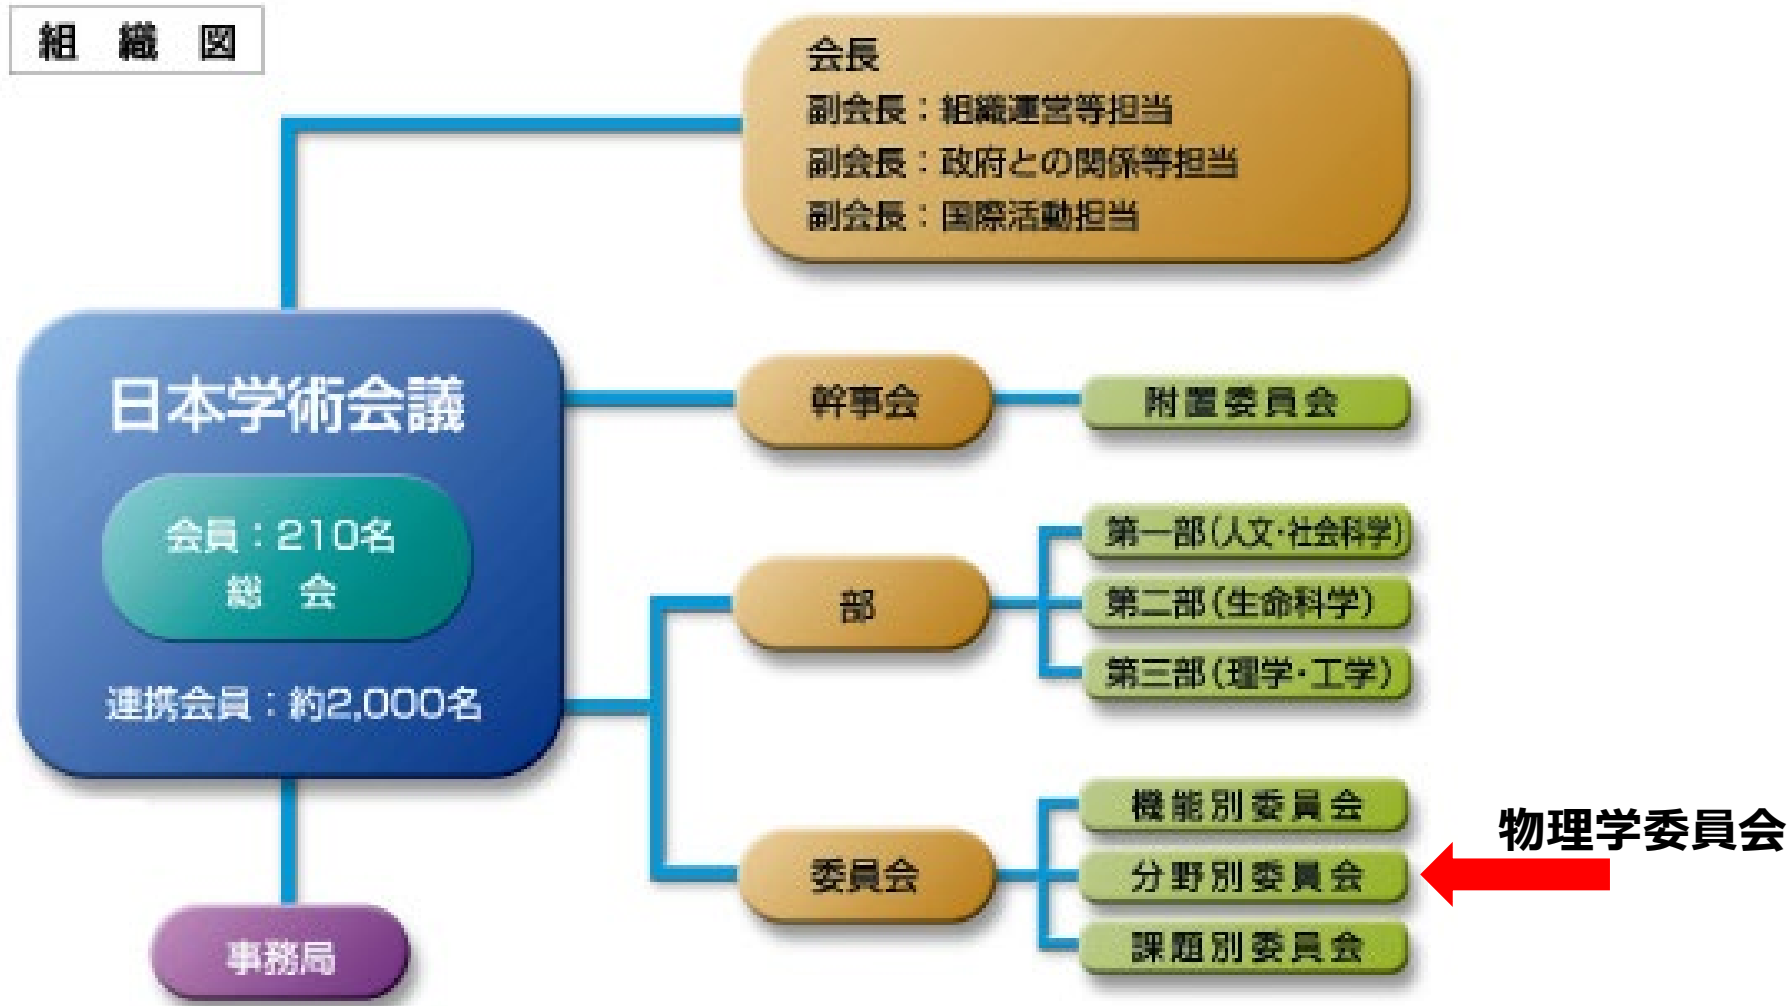 組 織 図
会長
副会長：組織運営等担当
副会長：政府との関係等担当
副会長：国際活動担当
日本学術会議
会員：210名
総 会
連携会員：約2,000名
幹事会
附置委員会
部
第一部(人文・社会科学)
第二部(生命科学)
第三部(理学・工学)
委員会
機能別委員会
分野別委員会
課題別委員会
物理学委員会
事務局